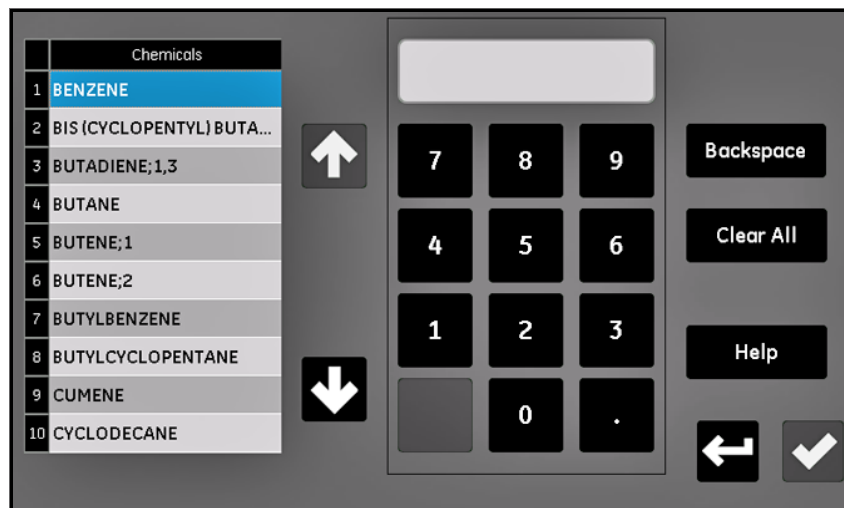 Chemicals
1 BENZENE
2 BIS (CYCLOPENTYL) BUTA...
3 BUTADIENE;1,3
4 BUTANE
5 BUTENE;1
6 BUTENE;2
7 BUTYLBENZENE
8 BUTYLCYCLOPENTANE
9 CUMENE
10 CYCLODECANE
7 8 9
4 5 6
1 2 3
0 .
Backspace
Clear All
Help